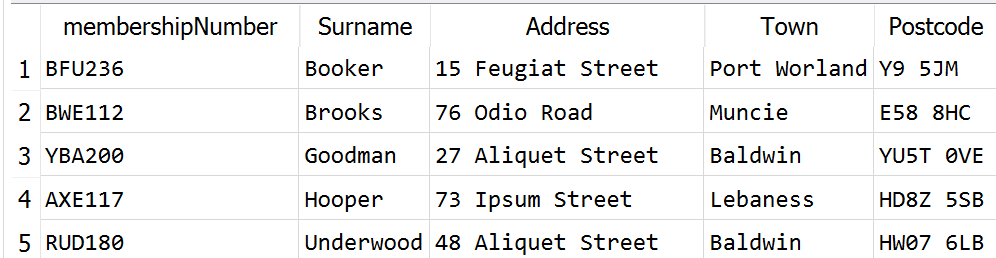 membershipNumber Surname Address Town Postcode
1 BFU236 Booker 15 Feugiat Street Port Worland Y9 5JM
2 BWE112 Brooks 76 Odio Road Muncie E58 8HC
3 YBA200 Goodman 27 Aliquet Street Baldwin YU5T 0VE
4 AXE117 Hooper 73 Ipsum Street Lebaness HD8Z 5SB
5 RUD180 Underwood 48 Aliquet Street Baldwin HW07 6LB